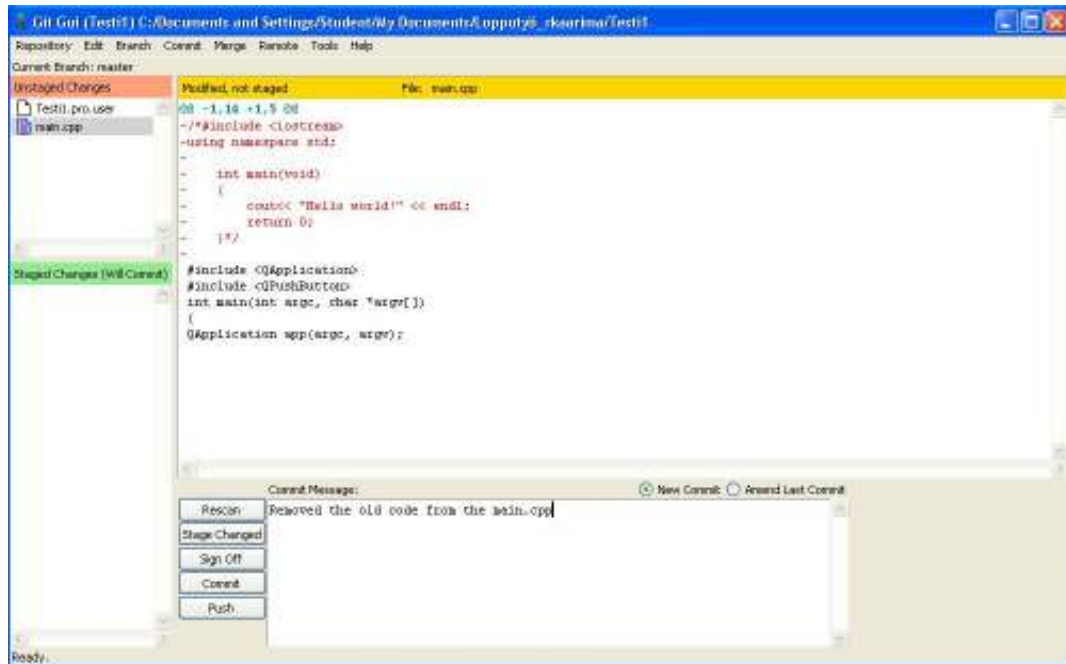 Git Gui (Testi1) C:/Documents and Settings/Student/My Documents/Lopputyö_rkaarima/Testi1
Repository Edit Branch Commit Merge Remote Tools Help
Current Branch: master
Unstaged Changes
Testi1.pro.user
main.cpp
Staged Changes (Will Commit)
Modified, not staged File: main.cpp
@@ -1,14 +1,5 @@
-/*#include <iostream>
-using namespace std;
-
- int main(void)
- {
- cout<< "Hello world!" << endl;
- return 0;
- }*/
-
#include <QApplication>
#include <QPushButton>
int main(int argc, char *argv[])
{
QApplication app(argc, argv);
Commit Message: New Commit Amend Last Commit
Rescan
Stage Changed
Sign Off
Commit
Push
Removed the old code from the main.cpp
Ready.